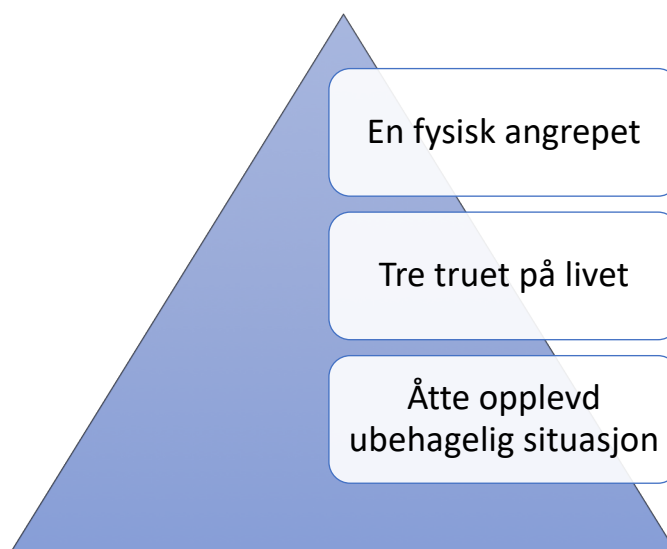 En fysisk angrepet
Tre truet på livet
Åtte opplevd
ubehagelig situasjon